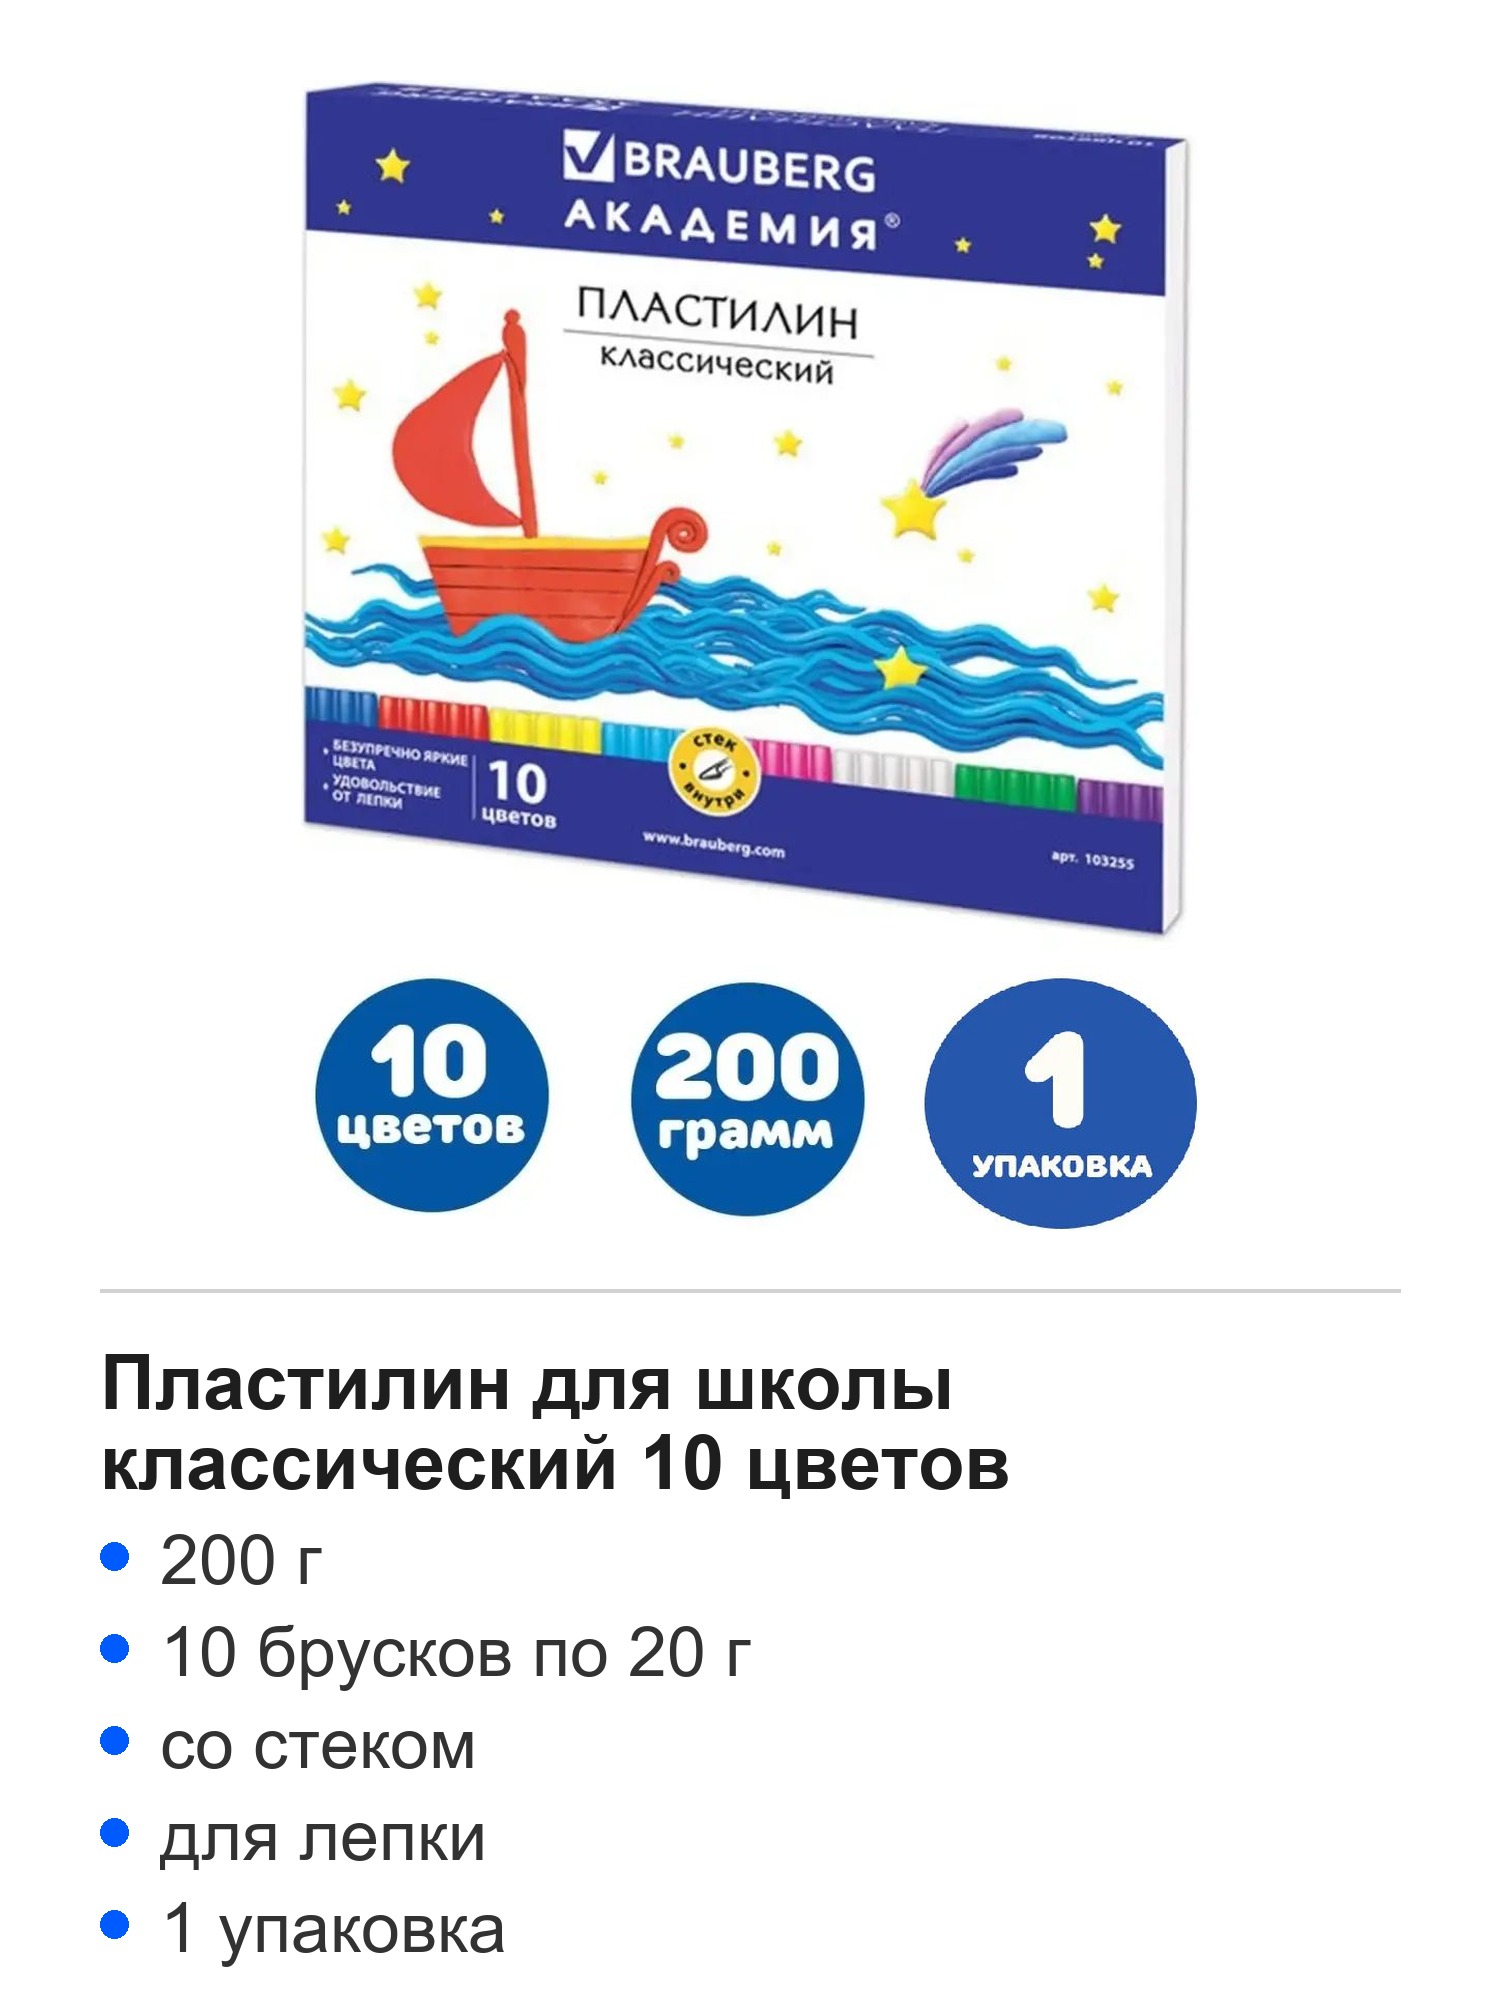 BRAUBERG
АКАДЕМИЯ®
ПЛАСТИЛИН
классический
• БЕЗУПРЕЧНО ЯРКИЕ
ЦВЕТА
• УДОВОЛЬСТВИЕ
ОТ ЛЕПКИ
10
цветов
стек
внутри
www.brauberg.com
арт. 103255
10
цветов
200
грамм
1
УПАКОВКА
Пластилин для школы
классический 10 цветов
• 200 г
• 10 брусков по 20 г
• со стеком
• для лепки
• 1 упаковка